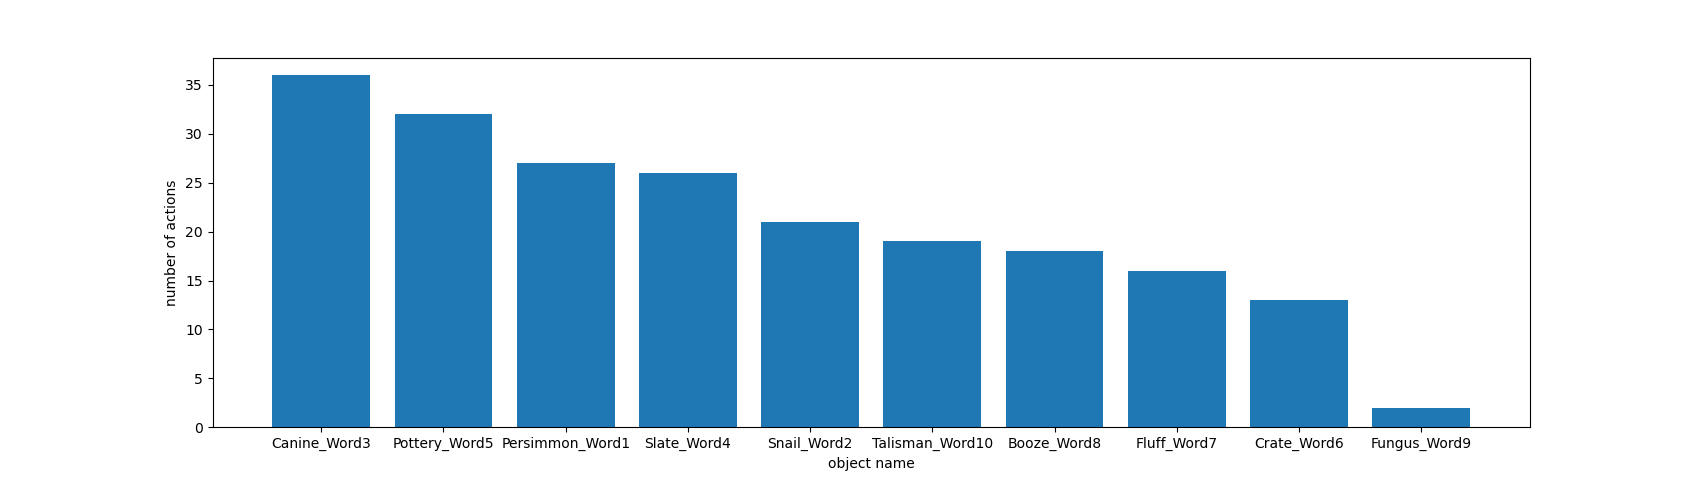 35
30
25
20
15
10
5
0
number of actions
Canine_Word3 Pottery_Word5 Persimmon_Word1 Slate_Word4 Snail_Word2 Talisman_Word10 Booze_Word8 Fluff_Word7 Crate_Word6 Fungus_Word9
object name